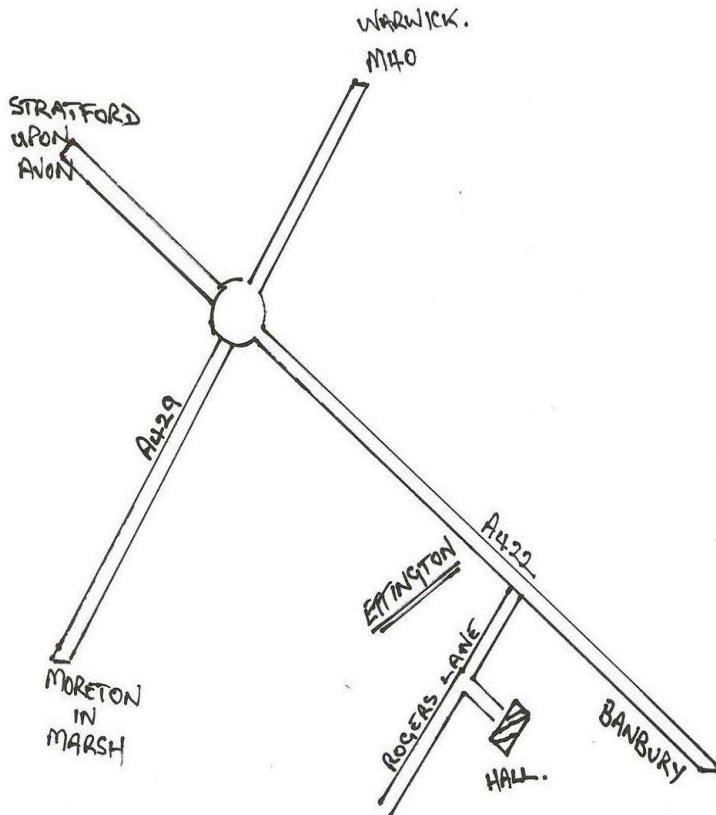 WARWICK.
M40
STRATFORD
UPON
AVON
A429
A422
ETTINGTON
ROGERS LANE
MORETON
IN
MARSH
HALL.
BANBURY